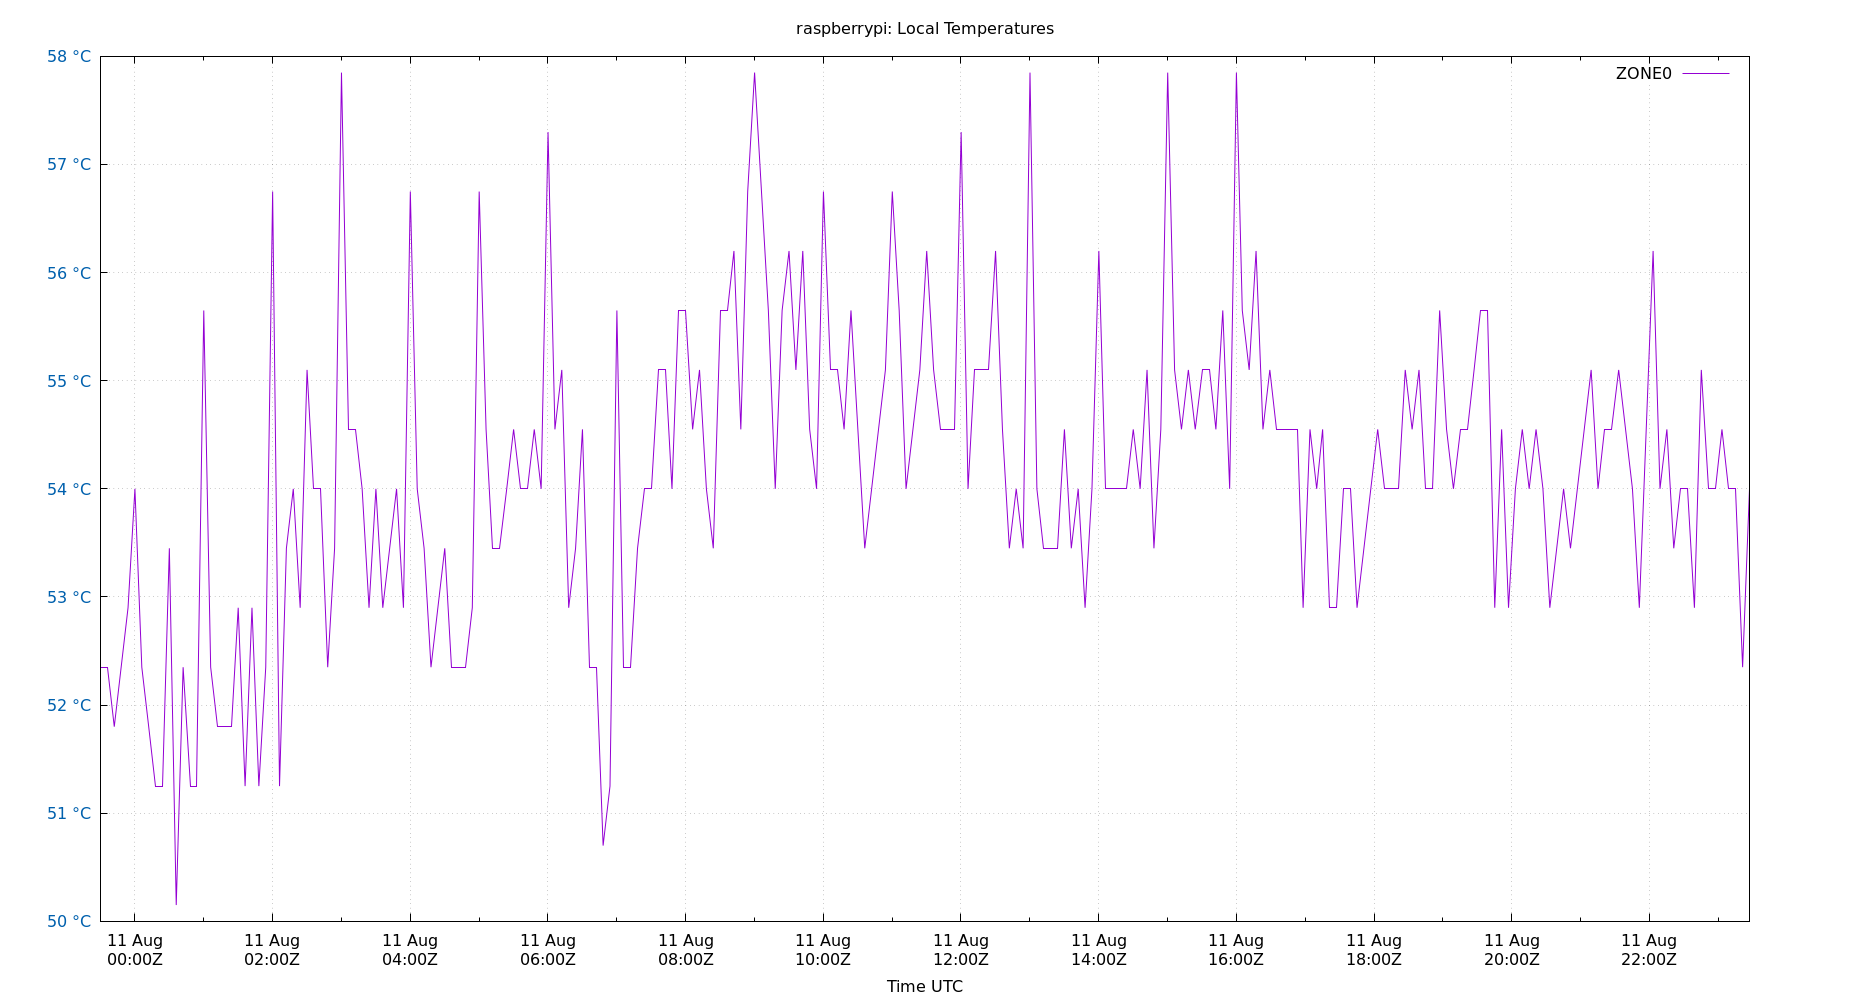 raspberrypi: Local Temperatures
58 °C
ZONE0
57 °C
56 °C
55 °C
54 °C
53 °C
52 °C
51 °C
50 °C
11 Aug 11 Aug 11 Aug 11 Aug 11 Aug 11 Aug 11 Aug 11 Aug 11 Aug 11 Aug 11 Aug 11 Aug
00:00Z 02:00Z 04:00Z 06:00Z 08:00Z 10:00Z 12:00Z 14:00Z 16:00Z 18:00Z 20:00Z 22:00Z
Time UTC